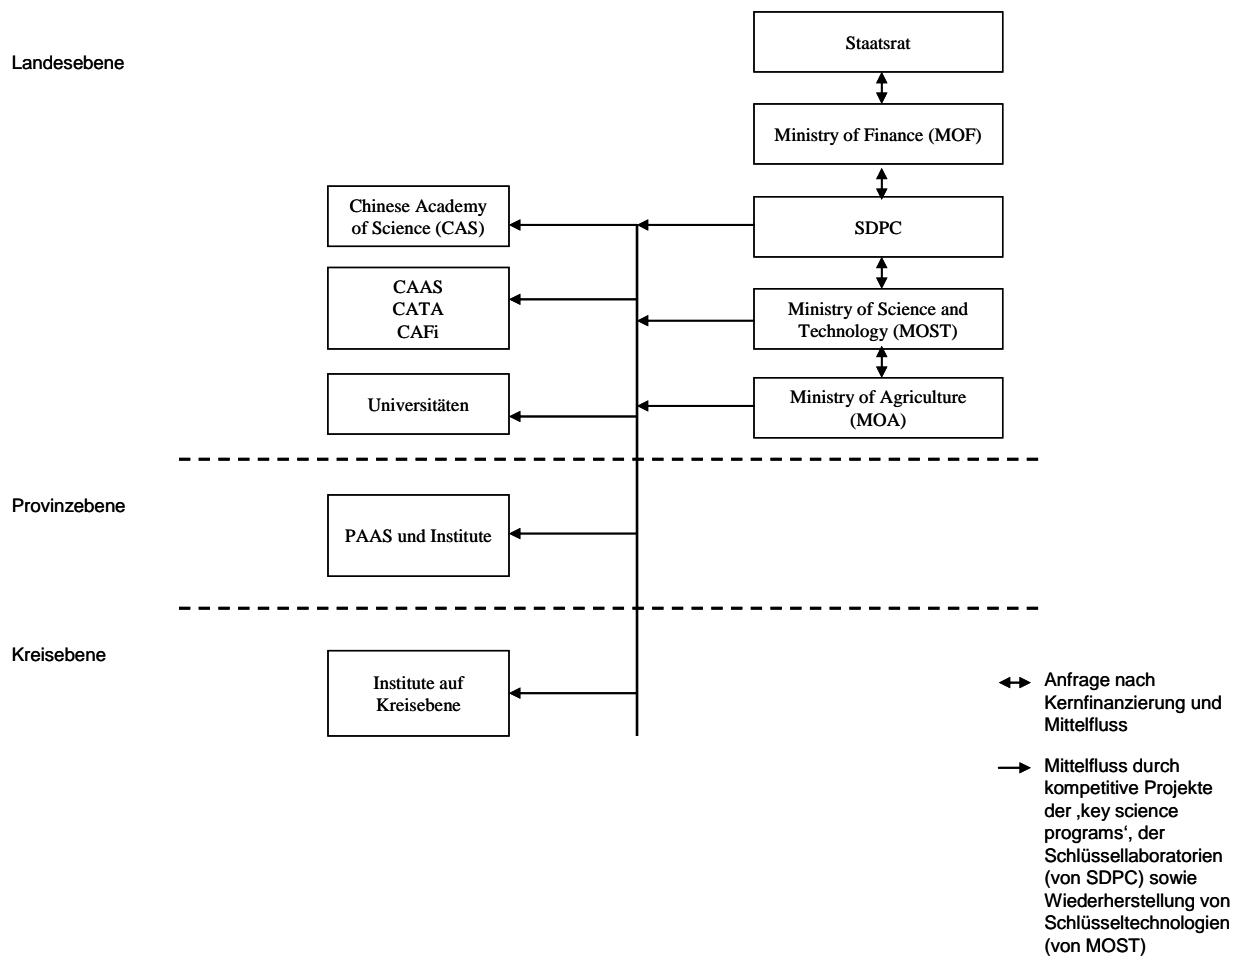 Landesebene
Staatsrat
Ministry of Finance (MOF)
Chinese Academy
of Science (CAS)
SDPC
CAAS
CATA
CAFi
Ministry of Science and
Technology (MOST)
Universitäten
Ministry of Agriculture
(MOA)
Provinzebene
PAAS und Institute
Kreisebene
Institute auf
Kreisebene
Anfrage nach
Kernfinanzierung und
Mittelfluss
Mittelfluss durch
kompetitive Projekte
der ‚key science
programs‘, der
Schlüssellaboratorien
(von SDPC) sowie
Wiederherstellung von
Schlüsseltechnologien
(von MOST)